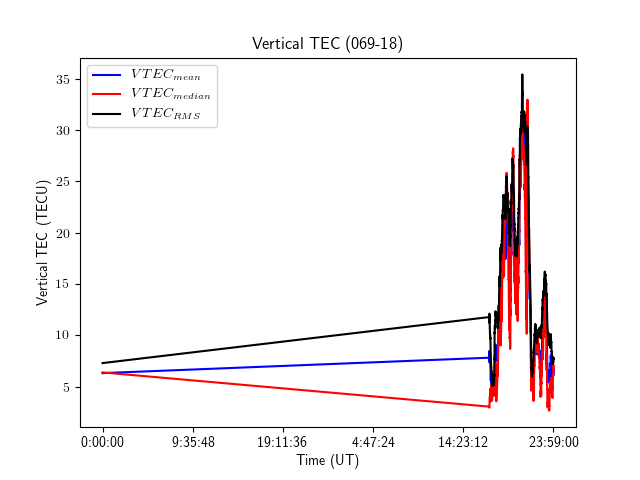 Vertical TEC (069-18)
VTEC_mean
VTEC_median
VTEC_RMS
35
30
25
20
15
10
5
Vertical TEC (TECU)
0:00:00 9:35:48 19:11:36 4:47:24 14:23:12 23:59:00
Time (UT)